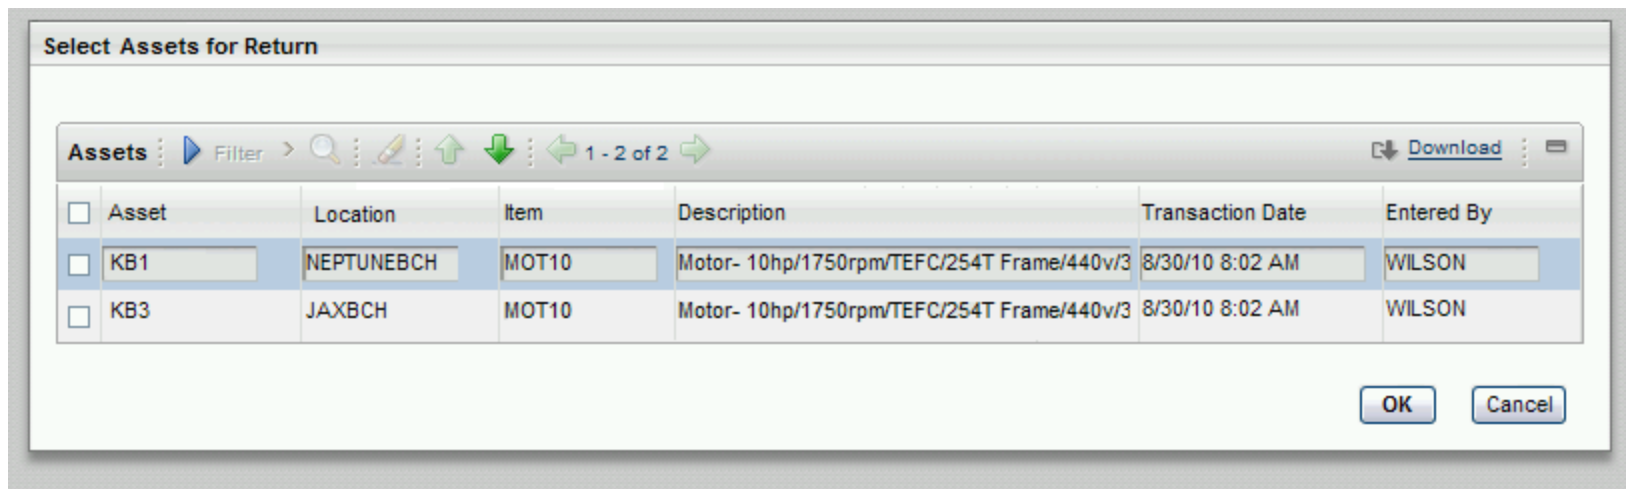 Select Assets for Return
Assets Filter > 1 - 2 of 2 Download
Asset Location Item Description Transaction Date Entered By
KB1 NEPTUNEBCH MOT10 Motor- 10hp/1750rpm/TEFC/254T Frame/440v/3 8/30/10 8:02 AM WILSON
KB3 JAXBCH MOT10 Motor- 10hp/1750rpm/TEFC/254T Frame/440v/3 8/30/10 8:02 AM WILSON
OK Cancel